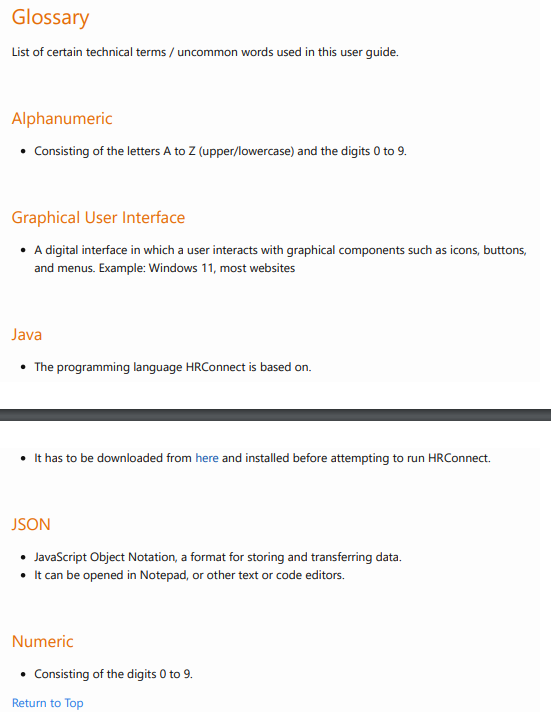 Glossary
List of certain technical terms / uncommon words used in this user guide.
Alphanumeric
• Consisting of the letters A to Z (upper/lowercase) and the digits 0 to 9.
Graphical User Interface
• A digital interface in which a user interacts with graphical components such as icons, buttons,
and menus. Example: Windows 11, most websites
Java
• The programming language HRConnect is based on.
• It has to be downloaded from here and installed before attempting to run HRConnect.
JSON
• JavaScript Object Notation, a format for storing and transferring data.
• It can be opened in Notepad, or other text or code editors.
Numeric
• Consisting of the digits 0 to 9.
Return to Top